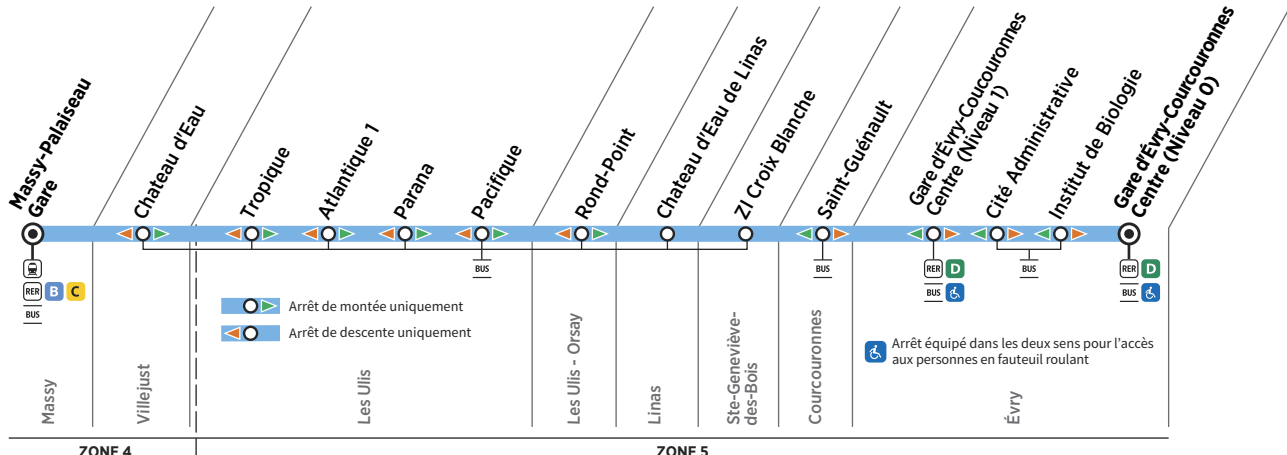 Massy-Palaiseau
Gare
Chateau d'Eau
Tropique
Atlantique 1
Parana
Pacifique
Rond-Point
Chateau d'Eau de Linas
ZI Croix Blanche
Saint-Guénault
Gare d'Évry-Coucouronnes
Centre (Niveau 1)
Cité Administrative
Institut de Biologie
Gare d'Évry-Courcouronnes
Centre (Niveau 0)
RER B C
BUS
BUS
BUS
RER D
BUS
BUS
RER D
BUS
Arrêt de montée uniquement
Arrêt de descente uniquement
Arrêt équipé dans les deux sens pour l'accès
aux personnes en fauteuil roulant
Massy
Villejust
Les Ulis
Les Ulis - Orsay
Linas
Ste-Geneviève-
des-Bois
Courcouronnes
Évry
ZONE 4
ZONE 5